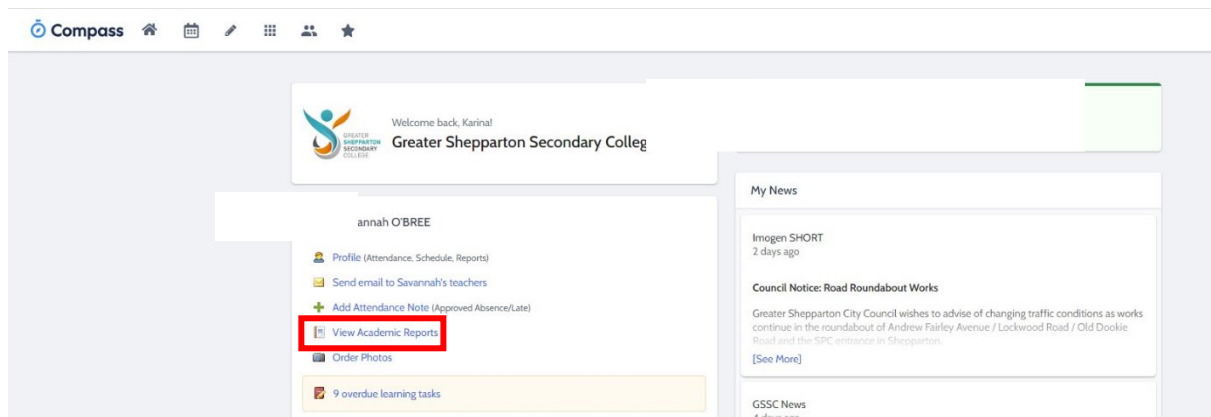 Compass
Welcome back, Karina!
GREATER
SHEPPARTON
SECONDARY
COLLEGE
Greater Shepparton Secondary Colleg
annah O'BREE
Profile (Attendance, Schedule, Reports)
Send email to Savannah's teachers
Add Attendance Note (Approved Absence/Late)
View Academic Reports
Order Photos
9 overdue learning tasks
My News
Imogen SHORT
2 days ago
Council Notice: Road Roundabout Works
Greater Shepparton City Council wishes to advise of changing traffic conditions as works
continue in the roundabout of Andrew Fairley Avenue / Lockwood Road / Old Dookie
Road and the SPC entrance in Shepparton.
[See More]
GSSC News
4 days ago